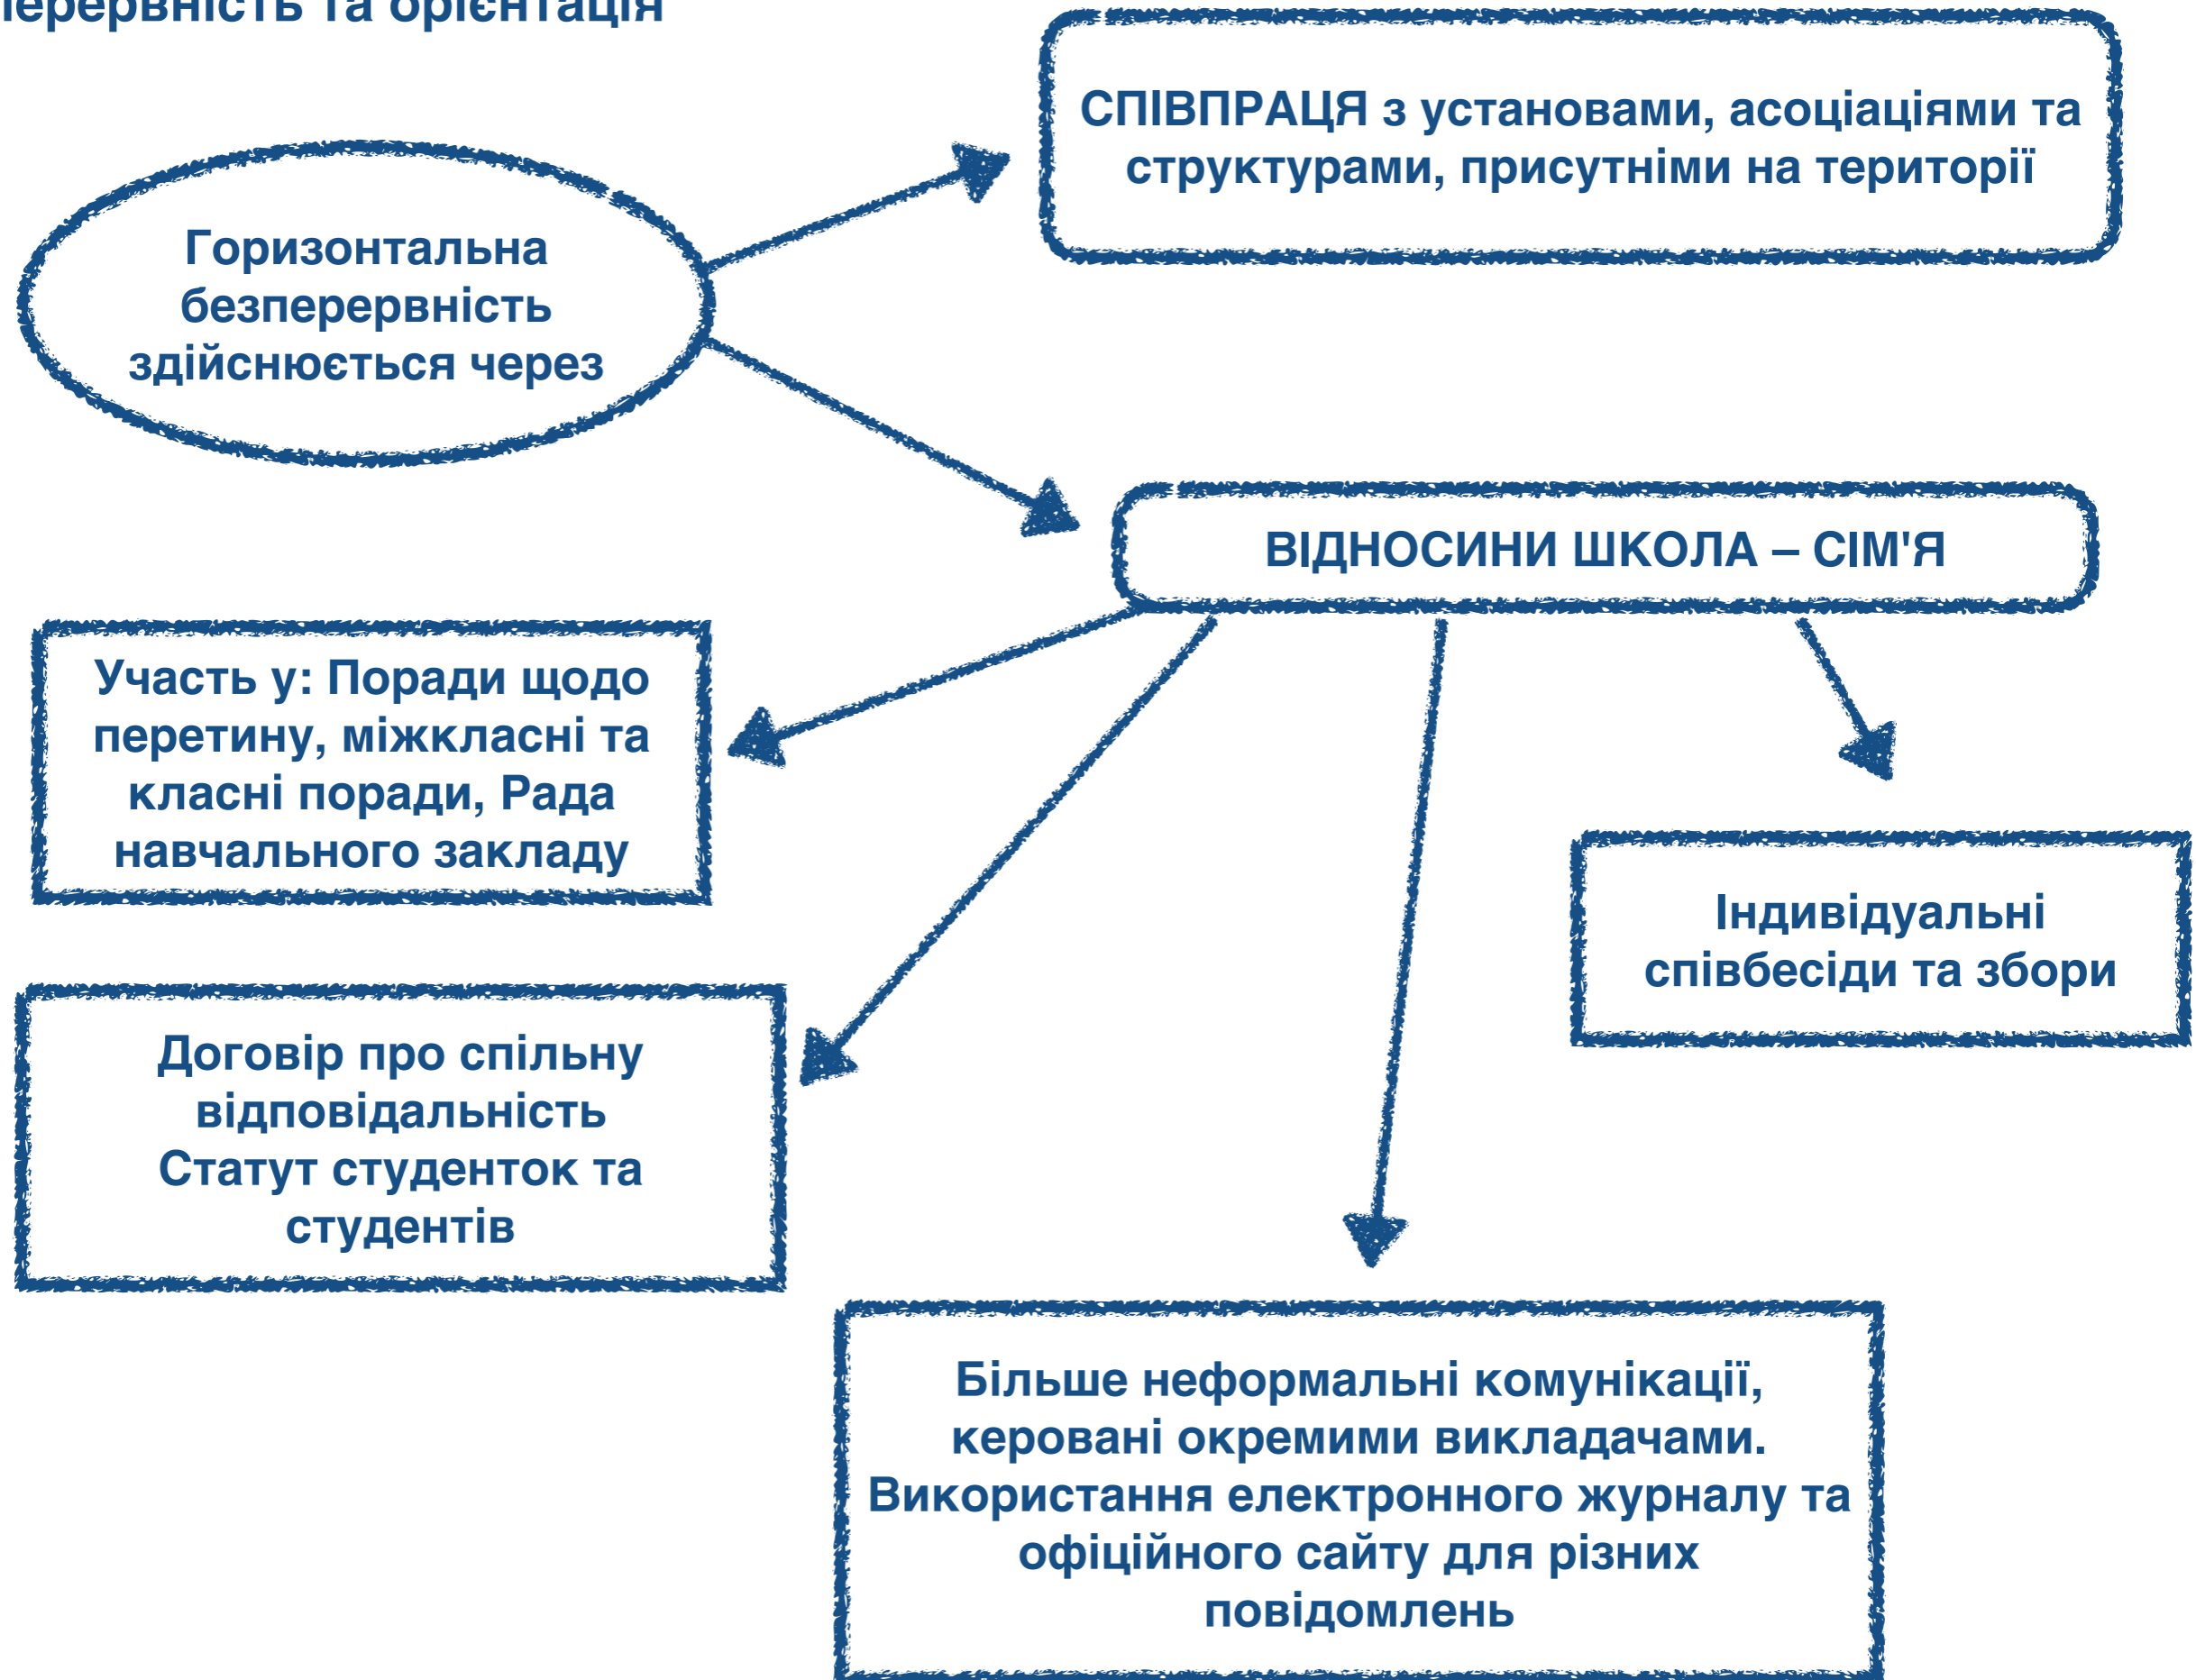 та орієнтація
СПІВПРАЦЯ з установами, асоціаціями та
структурами, присутніми на території
Горизонтальна
безперервність
здійснюється через
ВІДНОСИНИ ШКОЛА – СІМ'Я
Участь у: Поради щодо
перетину, міжкласні та
класні поради, Рада
навчального закладу
Індивідуальні
співбесіди та збори
Договір про спільну
відповідальність
Статут студенток та
студентів
Більше неформальні комунікації,
керовані окремими викладачами.
Використання електронного журналу та
офіційного сайту для різних
повідомлень